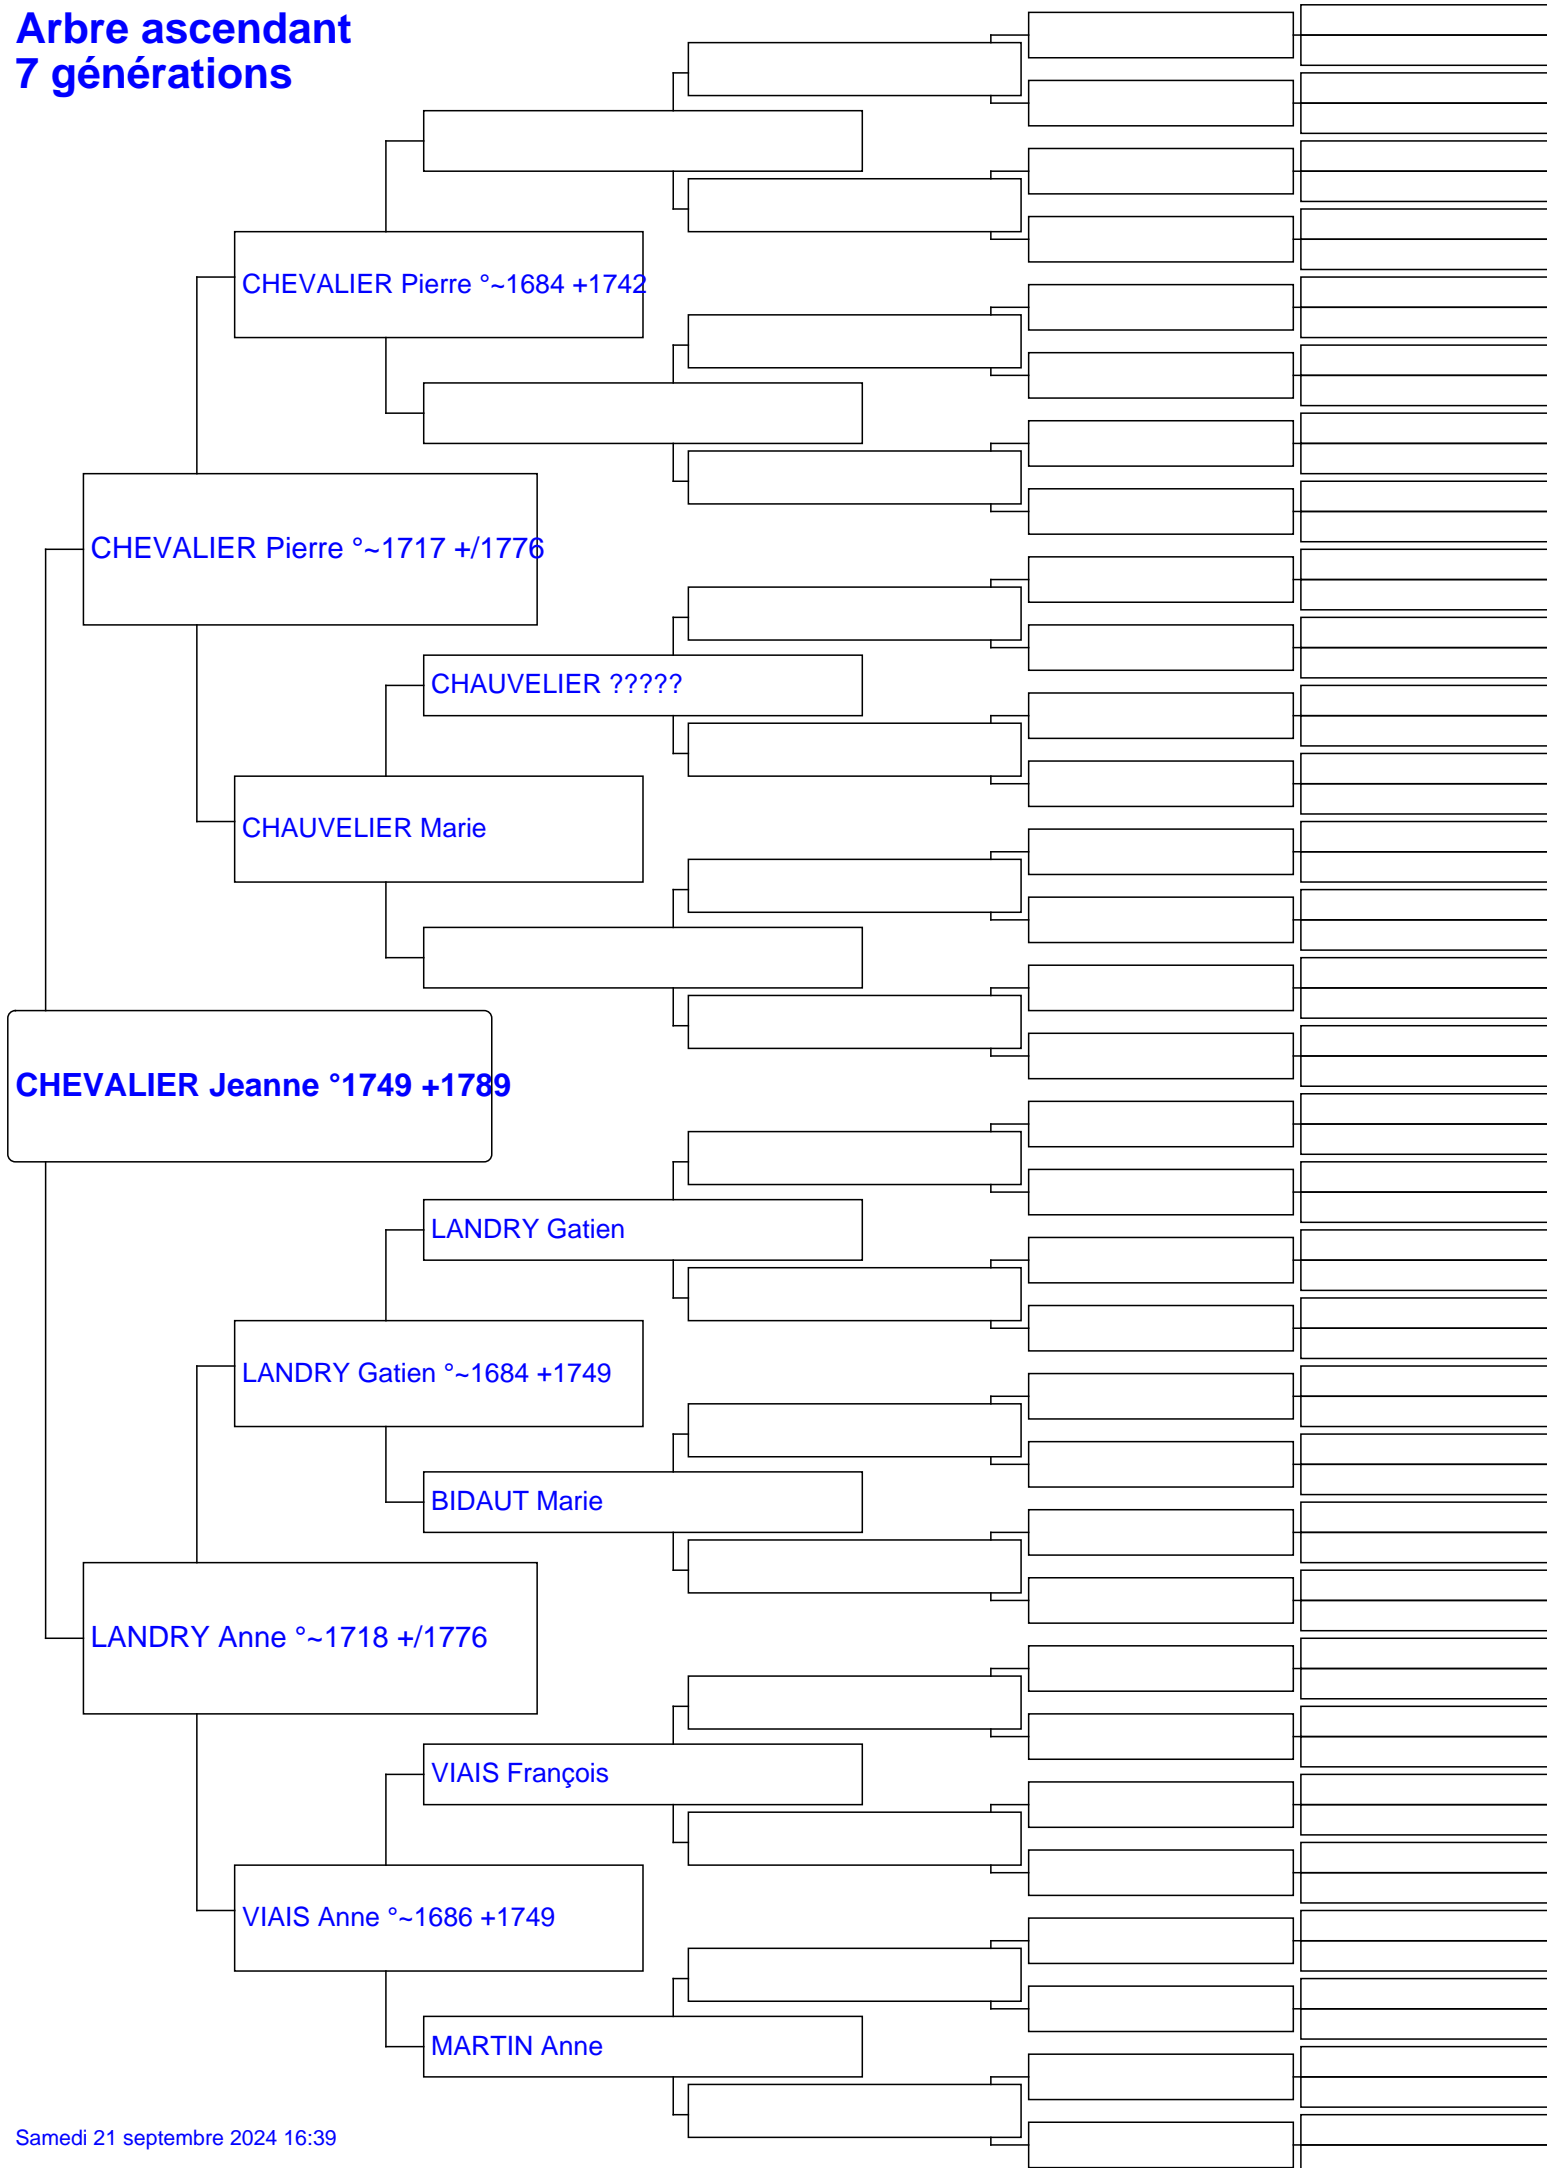 Arbre ascendant
7 générations
CHEVALIER Pierre °~1684 +1742
CHEVALIER Pierre °~1717 +/1776
CHAUVELIER ?????
CHAUVELIER Marie
CHEVALIER Jeanne °1749 +1789
LANDRY Gatien
LANDRY Gatien °~1684 +1749
BIDAUT Marie
LANDRY Anne °~1718 +/1776
VIAIS François
VIAIS Anne °~1686 +1749
MARTIN Anne
Samedi 21 septembre 2024 16:39